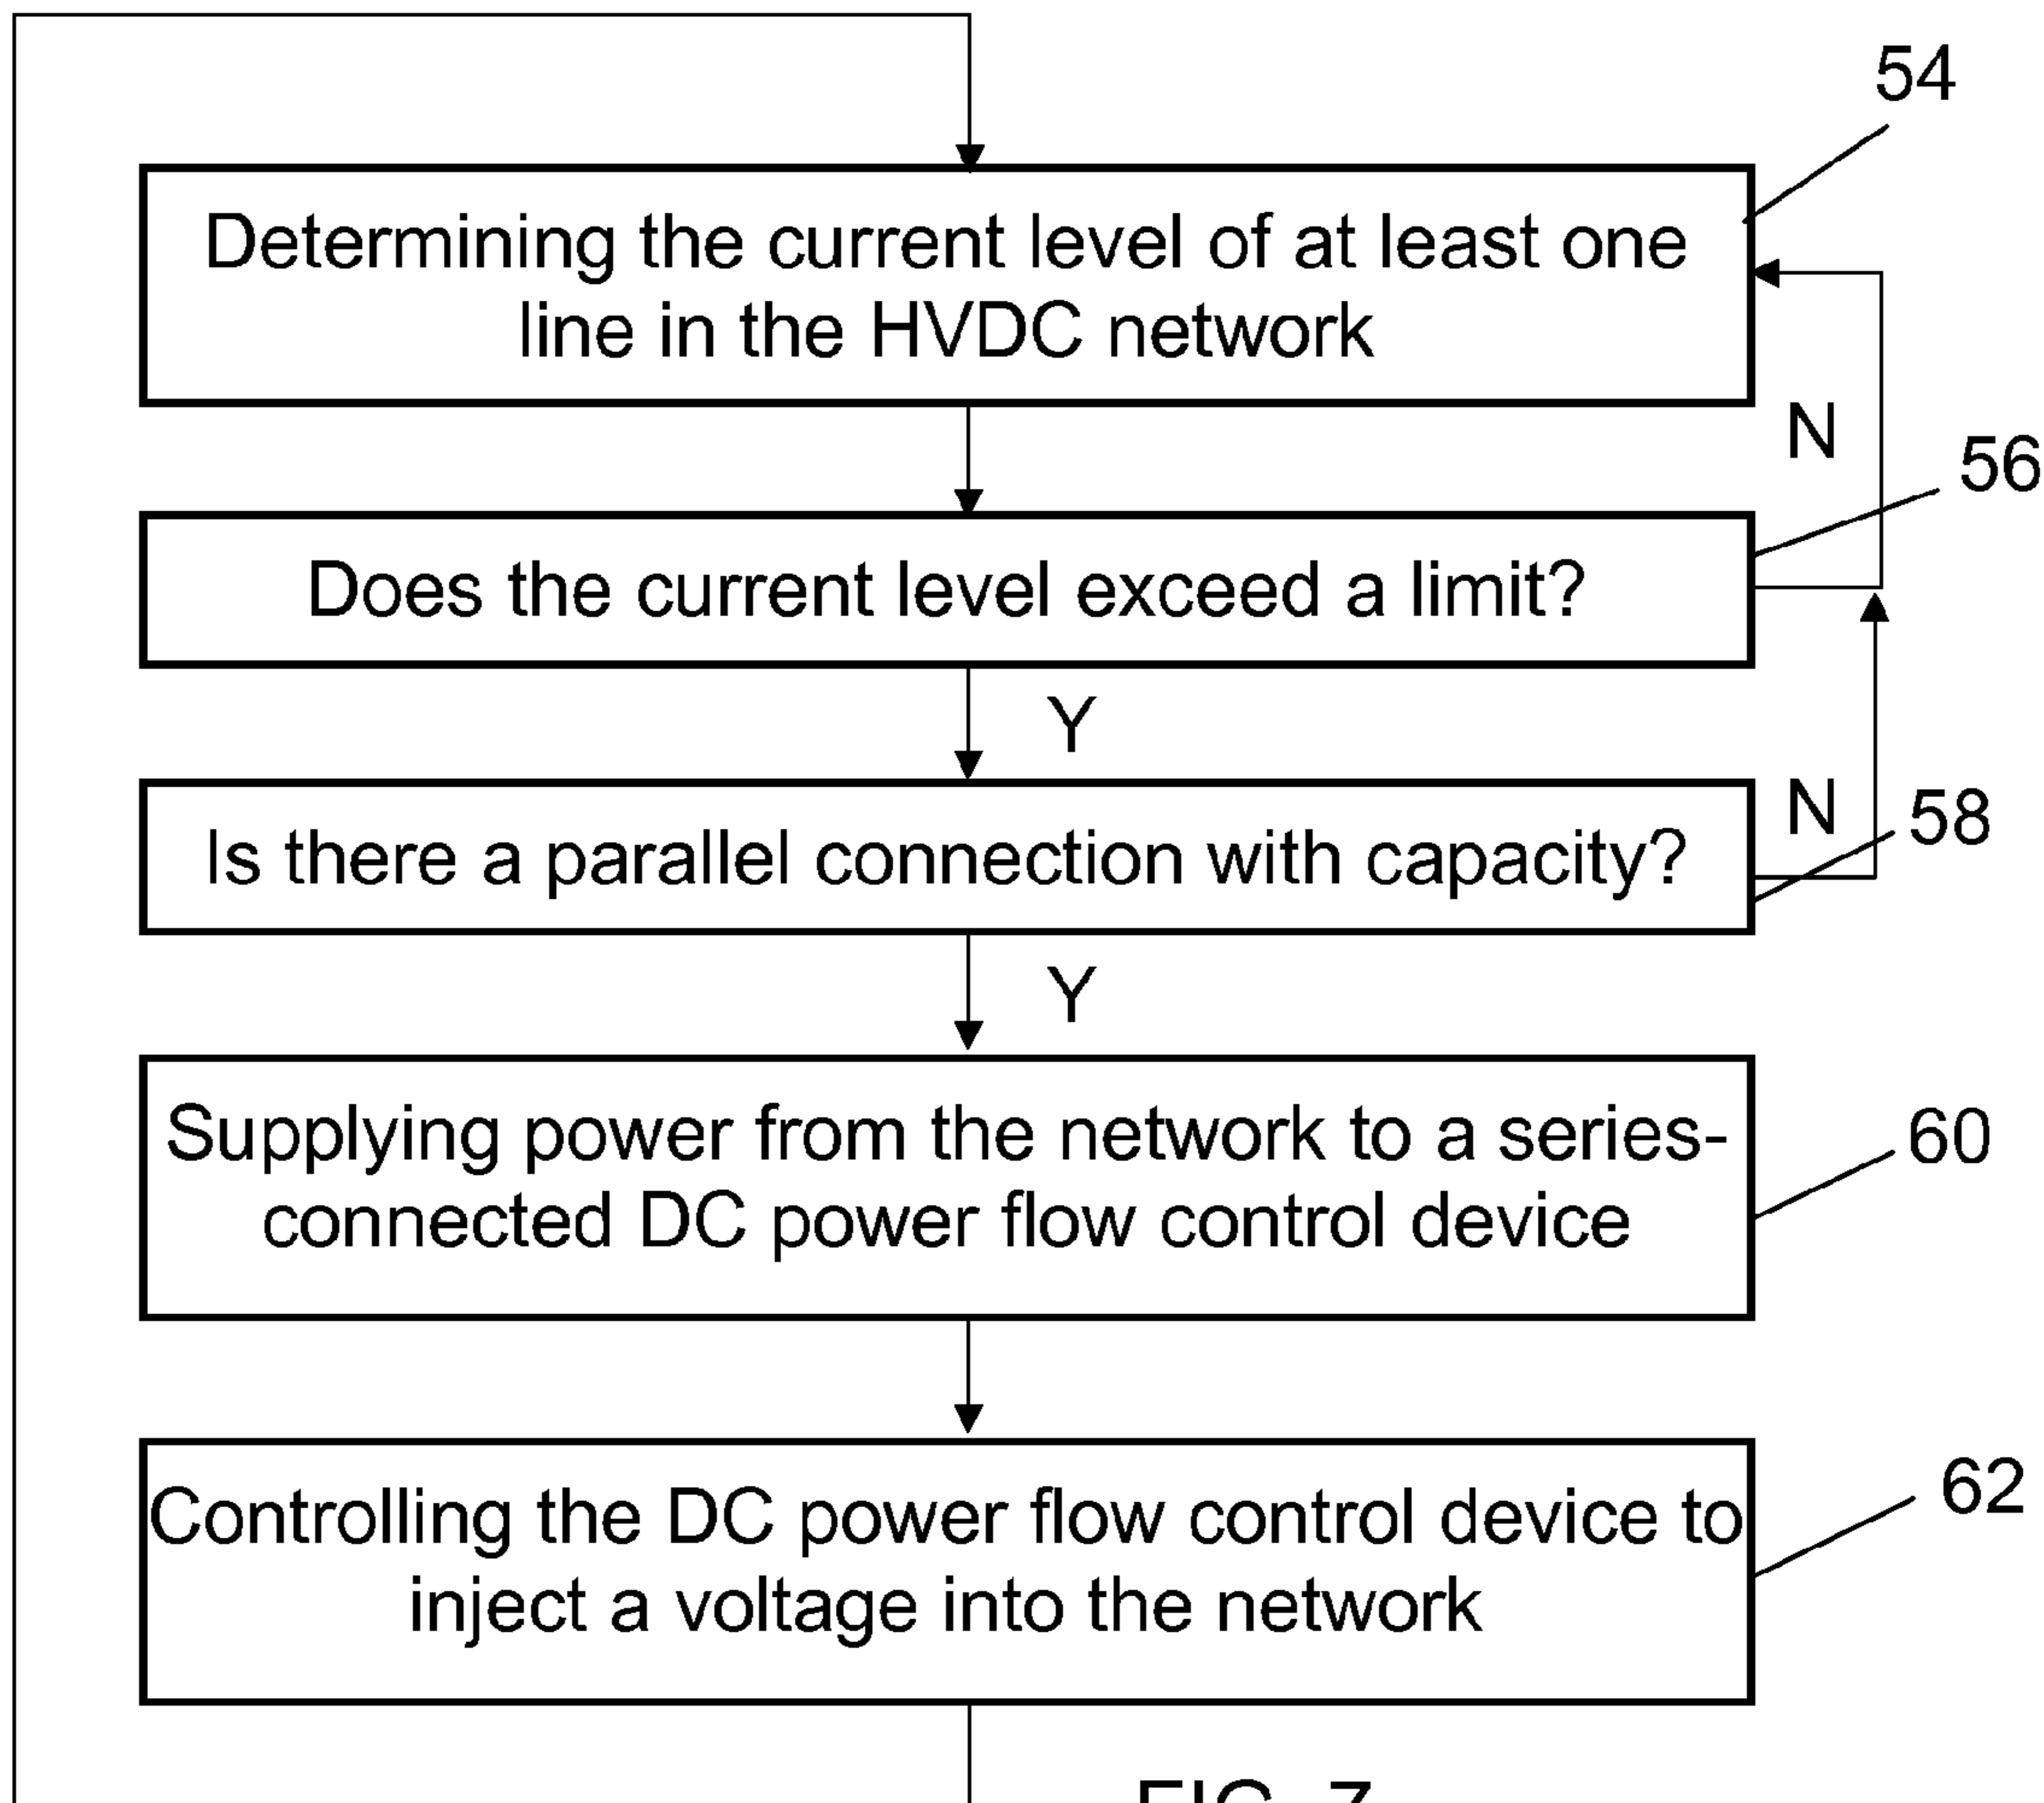 54
Determining the current level of at least one
line in the HVDC network
N
56
Does the current level exceed a limit?
Y
N
58
Is there a parallel connection with capacity?
Y
Supplying power from the network to a series-
connected DC power flow control device
60
Controlling the DC power flow control device to
inject a voltage into the network
62
FIG. 7